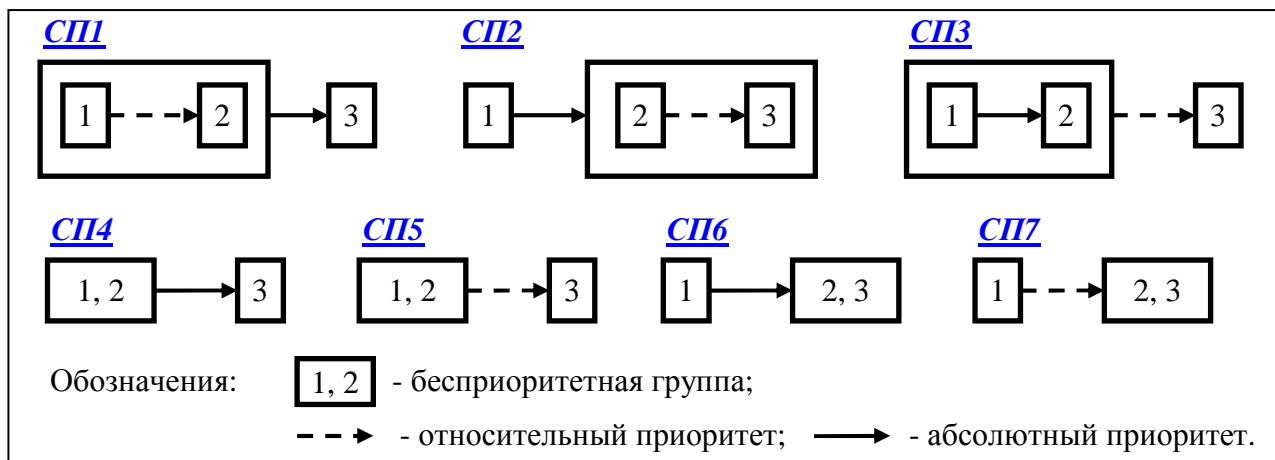 СП1 СП2 СП3
1 2 3 1 2 3 1 2 3
СП4 СП5 СП6 СП7
1, 2 3 1, 2 3 1 2, 3 1 2, 3
Обозначения: 1, 2 - бесприоритетная группа;
- относительный приоритет; - абсолютный приоритет.